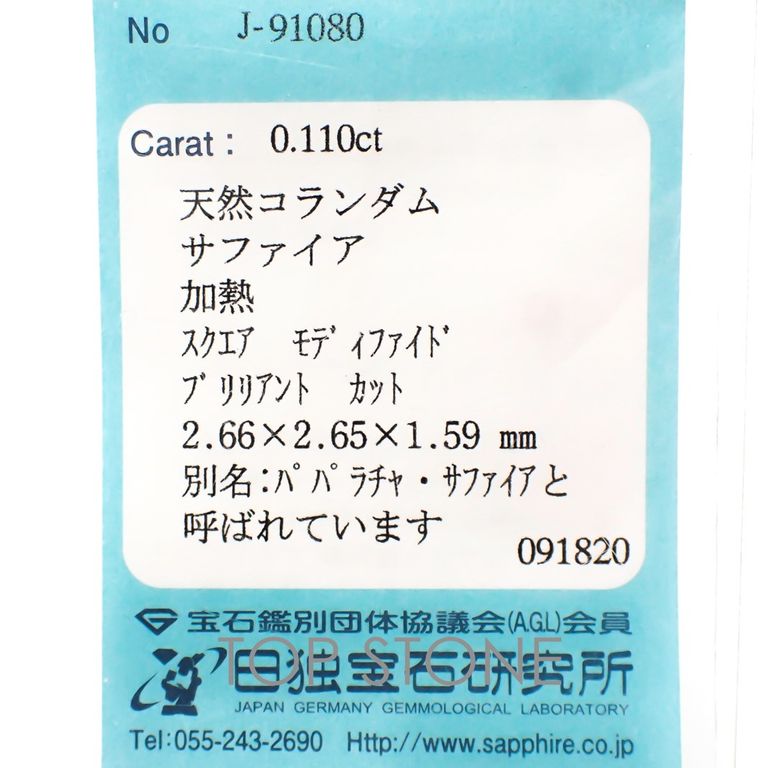 No J-91080
Carat: 0.110ct
天然コランダム
サファイア
加熱
ｽｸｴｱ ﾓﾃﾞｨﾌｧｲﾄﾞ
ﾌﾞﾘﾘｱﾝﾄ ｶｯﾄ
2.66×2.65×1.59 mm
別名:ﾊﾟﾊﾟﾗﾁｬ・ｻﾌｧｲｱと
呼ばれています
091820
宝石鑑別団体協議会(A.G.L)会員
TOP STONE
日独宝石研究所
JAPAN GERMANY GEMMOLOGICAL LABORATORY
Tel:055-243-2690 Http://www.sapphire.co.jp